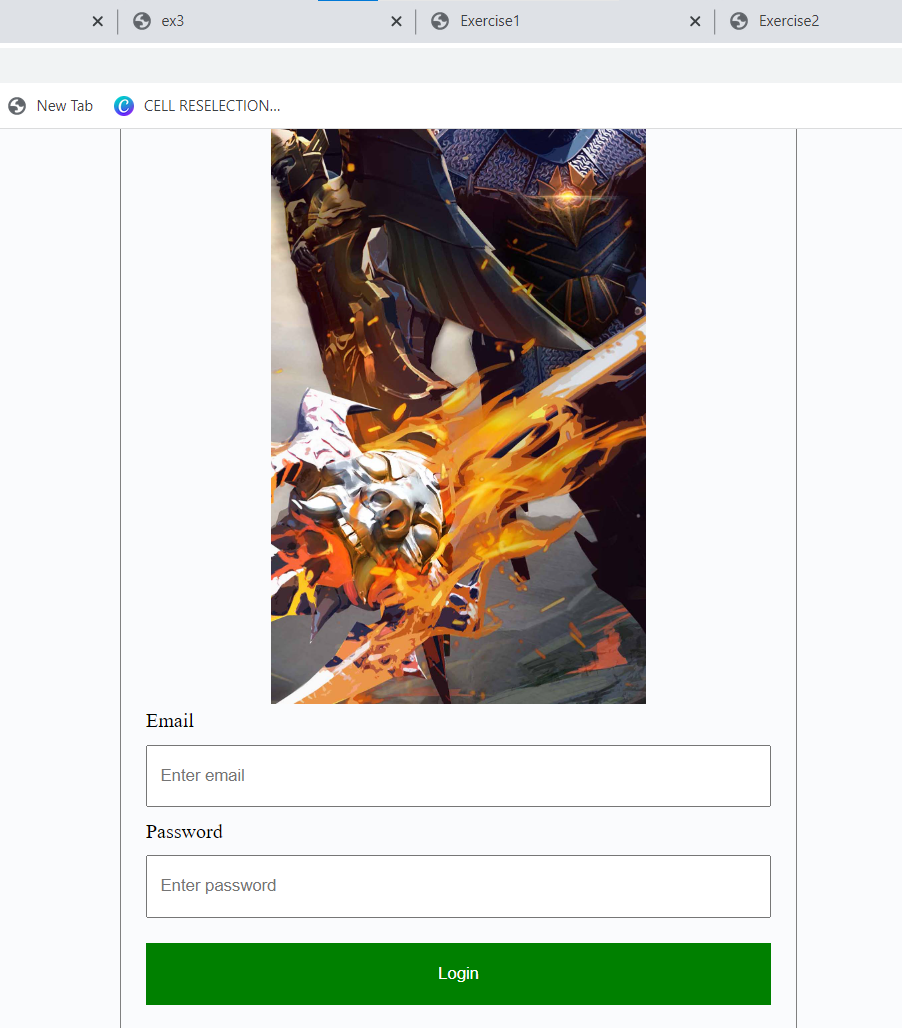 ex3 Exercise1 Exercise2
New Tab CELL RESELECTION...
Email
Enter email
Password
Enter password
Login